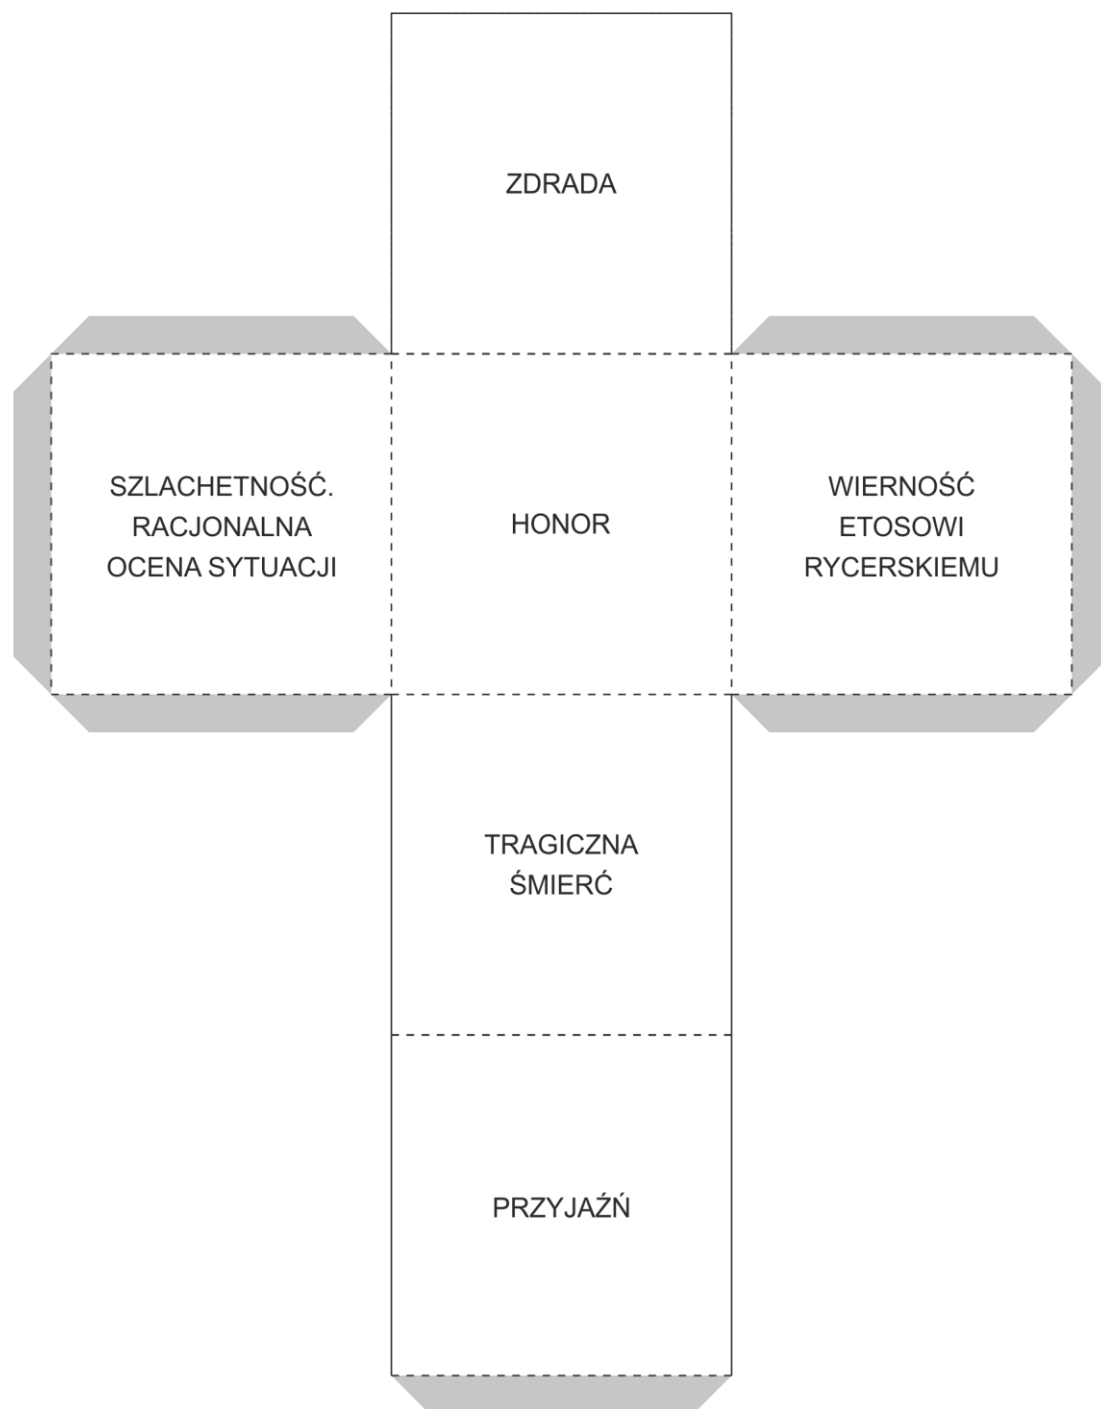 ZDRADA
SZLACHETNOŚĆ.
RACJONALNA
OCENA SYTUACJI
HONOR
WIERNOŚĆ
ETOSOWI
RYCERSKIEMU
TRAGICZNA
ŚMIERĆ
PRZYJAŹŃ